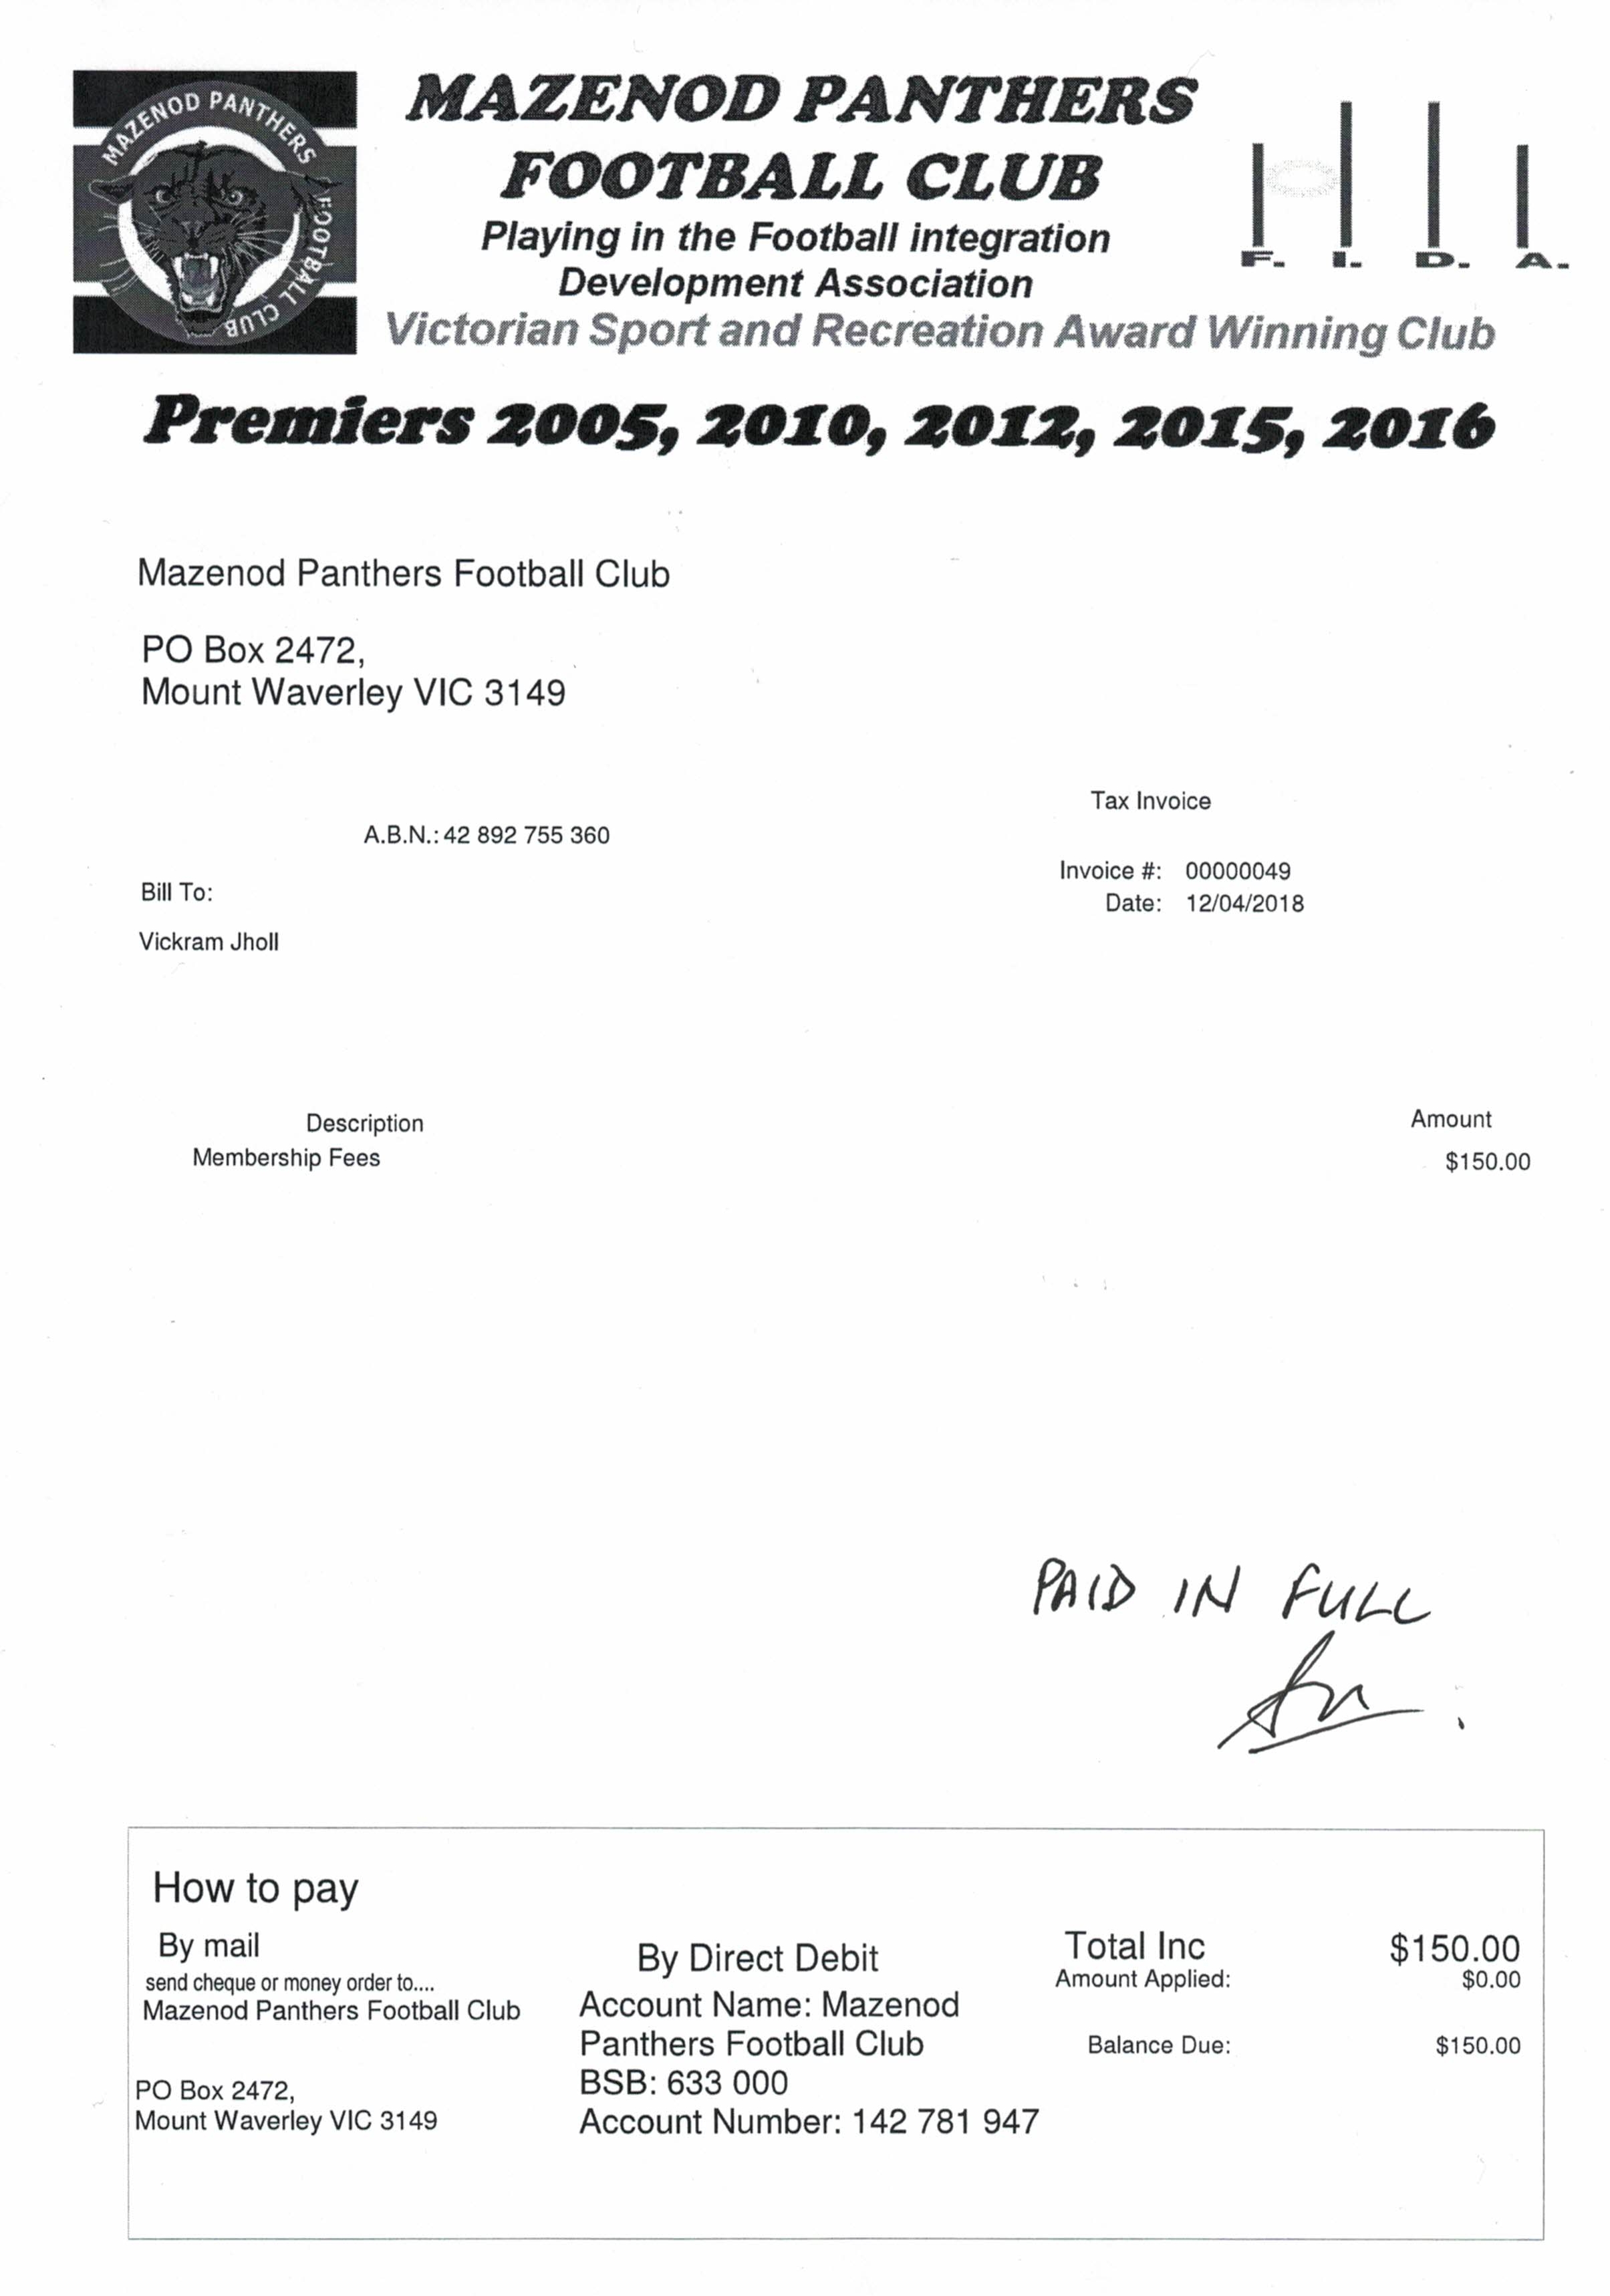 MAZENOD PANTHERS FOOTBALL CLUB
MAZENOD PANTHERS
FOOTBALL CLUB
Playing in the Football integration
Development Association
F. I. D. A.
Victorian Sport and Recreation Award Winning Club
Premiers 2005, 2010, 2012, 2015, 2016
Mazenod Panthers Football Club
PO Box 2472,
Mount Waverley VIC 3149
Tax Invoice
A.B.N.: 42 892 755 360
Invoice #: 00000049
Date: 12/04/2018
Bill To:
Vickram Jholl
Description Amount
Membership Fees $150.00
PAID IN FULL
How to pay
By mail
send cheque or money order to....
Mazenod Panthers Football Club
PO Box 2472,
Mount Waverley VIC 3149
By Direct Debit
Account Name: Mazenod
Panthers Football Club
BSB: 633 000
Account Number: 142 781 947
Total Inc $150.00
Amount Applied: $0.00
Balance Due: $150.00